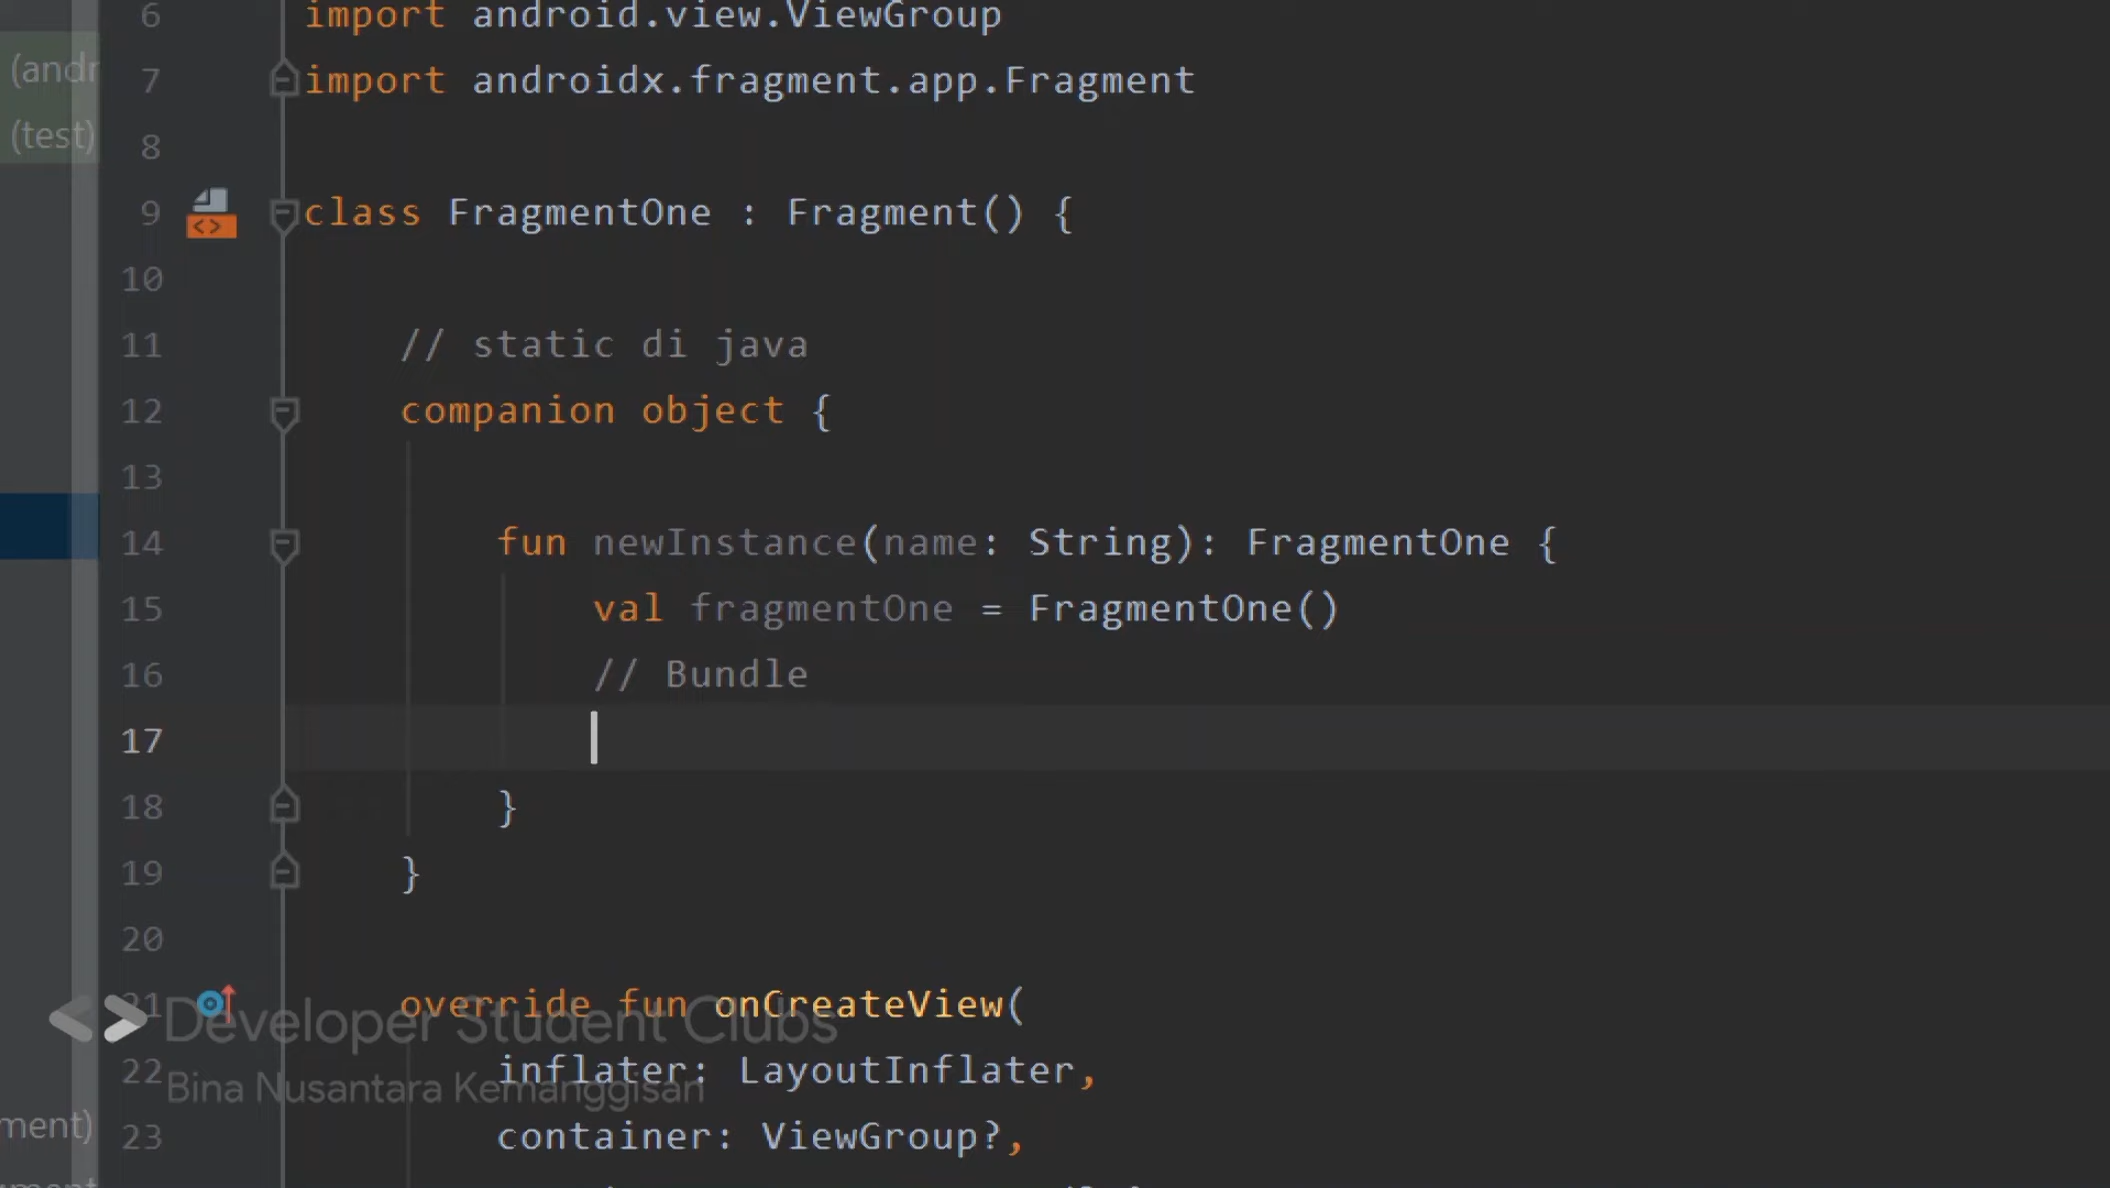 6 import android.view.ViewGroup
(andr
7 import androidx.fragment.app.Fragment
(test)
8
9 class FragmentOne : Fragment() {
10
11 // static di java
12 companion object {
13
14 fun newInstance(name: String): FragmentOne {
15 val fragmentOne = FragmentOne()
16 // Bundle
17
18 }
19 }
20
21 override fun onCreateView(
<> Developer Student Clubs
22 inflater: LayoutInflater,
Bina Nusantara Kemanggisan
ment)
23 container: ViewGroup?,